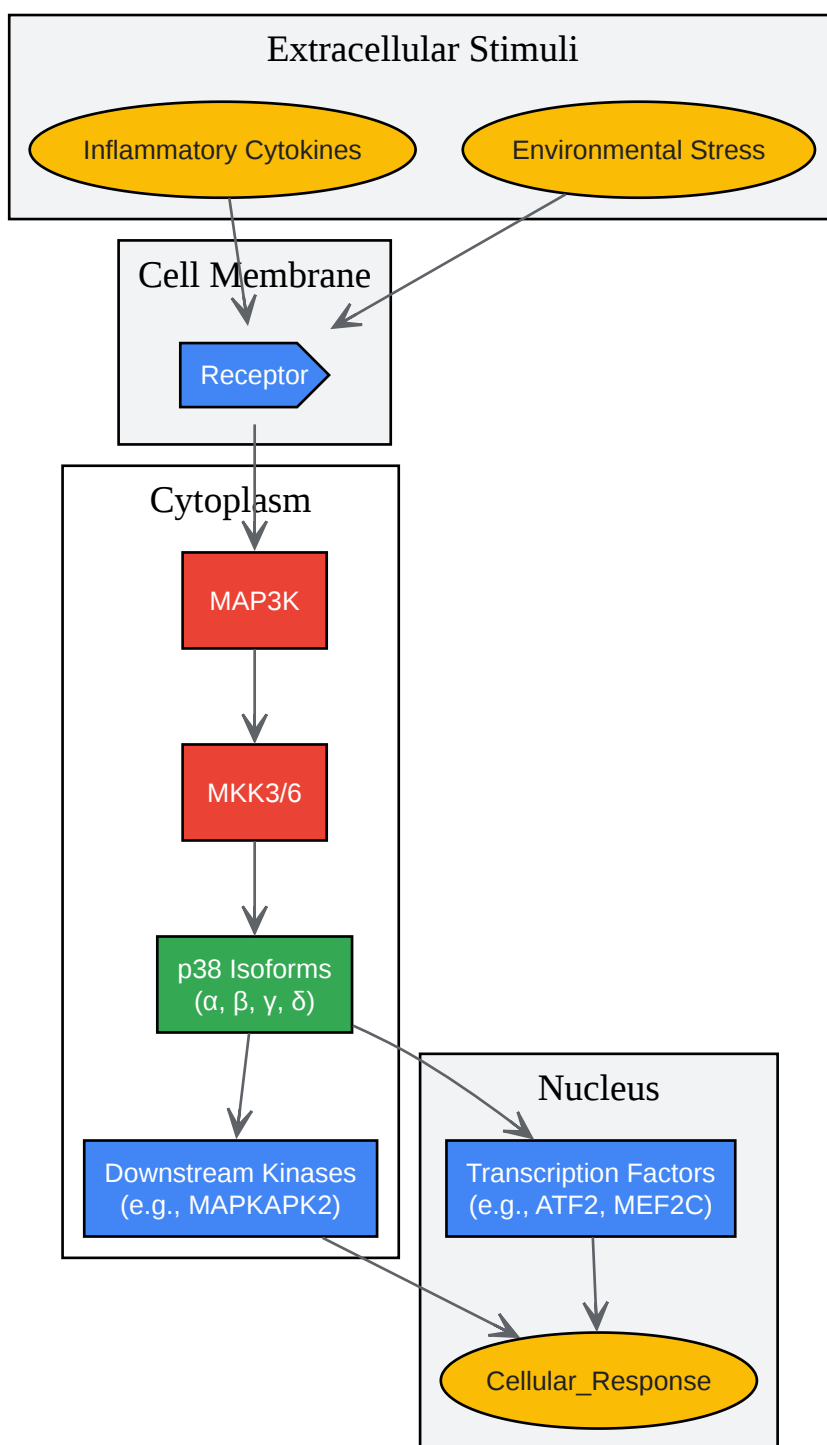 Extracellular Stimuli
Inflammatory Cytokines
Environmental Stress
Cell Membrane
Receptor
Cytoplasm
MAP3K
MKK3/6
p38 Isoforms
(α, β, γ, δ)
Downstream Kinases
(e.g., MAPKAPK2)
Nucleus
Transcription Factors
(e.g., ATF2, MEF2C)
Cellular_Response